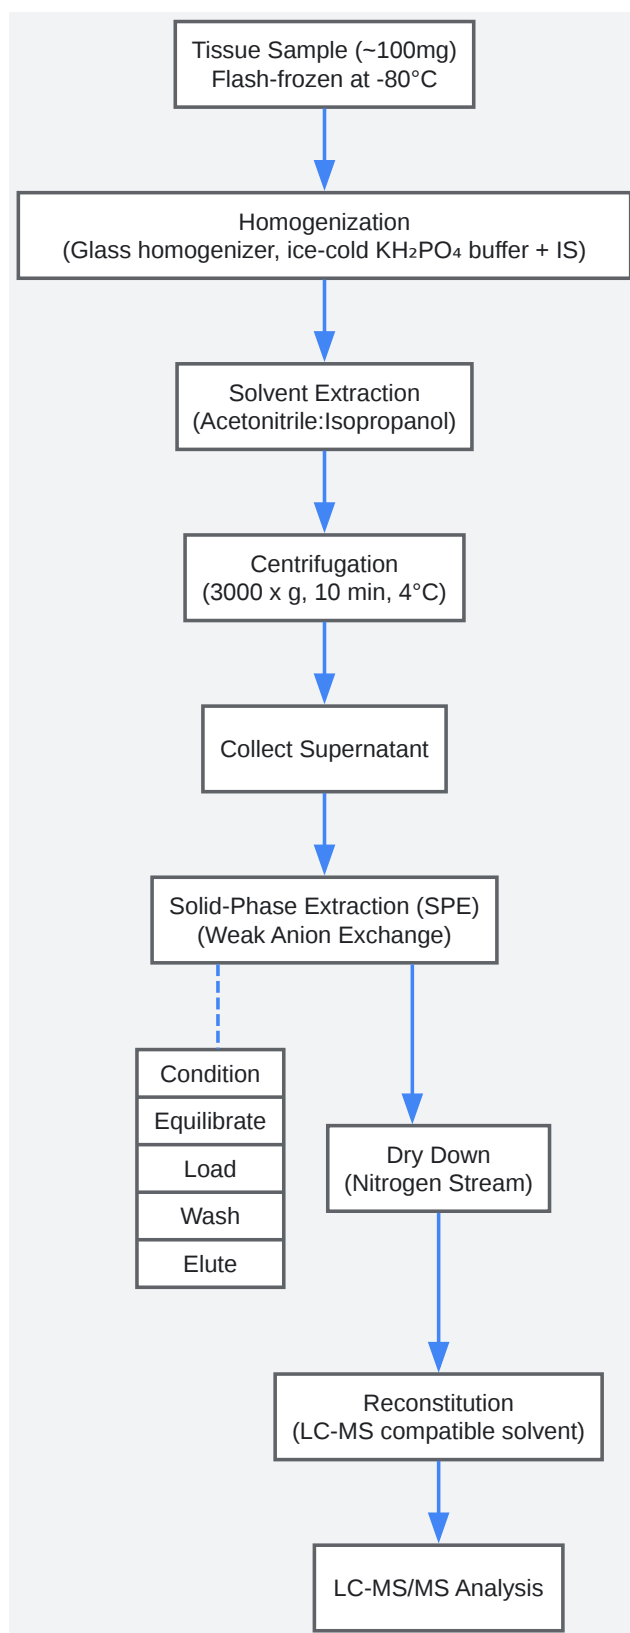 Tissue Sample (~100mg)
Flash-frozen at -80°C
Homogenization
(Glass homogenizer, ice-cold KH₂PO₄ buffer + IS)
Solvent Extraction
(Acetonitrile:Isopropanol)
Centrifugation
(3000 x g, 10 min, 4°C)
Collect Supernatant
Solid-Phase Extraction (SPE)
(Weak Anion Exchange)
Condition
Equilibrate
Load
Wash
Elute
Dry Down
(Nitrogen Stream)
Reconstitution
(LC-MS compatible solvent)
LC-MS/MS Analysis